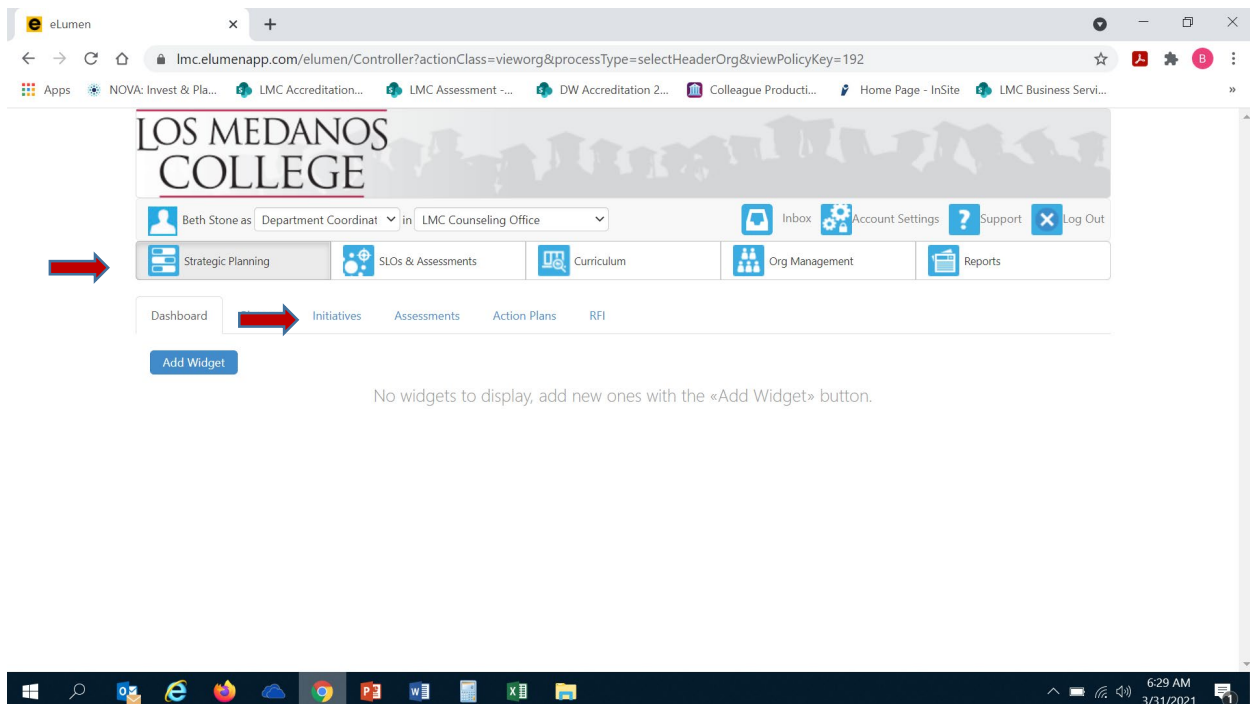 e eLumen × +
lmc.elumenapp.com/elumen/Controller?actionClass=vieworg&processType=selectHeaderOrg&viewPolicyKey=192 B
Apps NOVA: Invest & Pla... LMC Accreditation... LMC Assessment -... DW Accreditation 2... Colleague Producti... Home Page - InSite LMC Business Servi... »
LOS MEDANOS
COLLEGE
Beth Stone as Department Coordinat in LMC Counseling Office Inbox Account Settings ? Support Log Out
Strategic Planning SLOs & Assessments Curriculum Org Management Reports
Dashboard Initiatives Assessments Action Plans RFI
Add Widget
No widgets to display, add new ones with the «Add Widget» button.
6:29 AM
3/31/2021